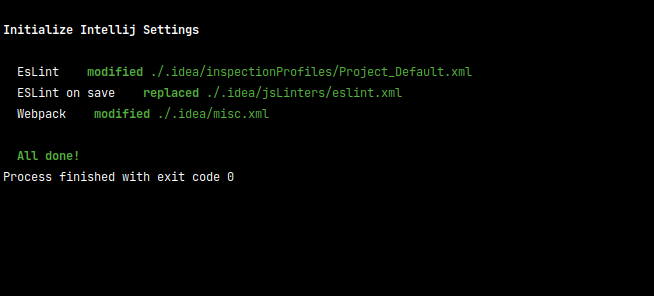 Initialize Intellij Settings
EsLint modified ./.idea/inspectionProfiles/Project_Default.xml
ESLint on save replaced ./.idea/jsLinters/eslint.xml
Webpack modified ./.idea/misc.xml
All done!
Process finished with exit code 0